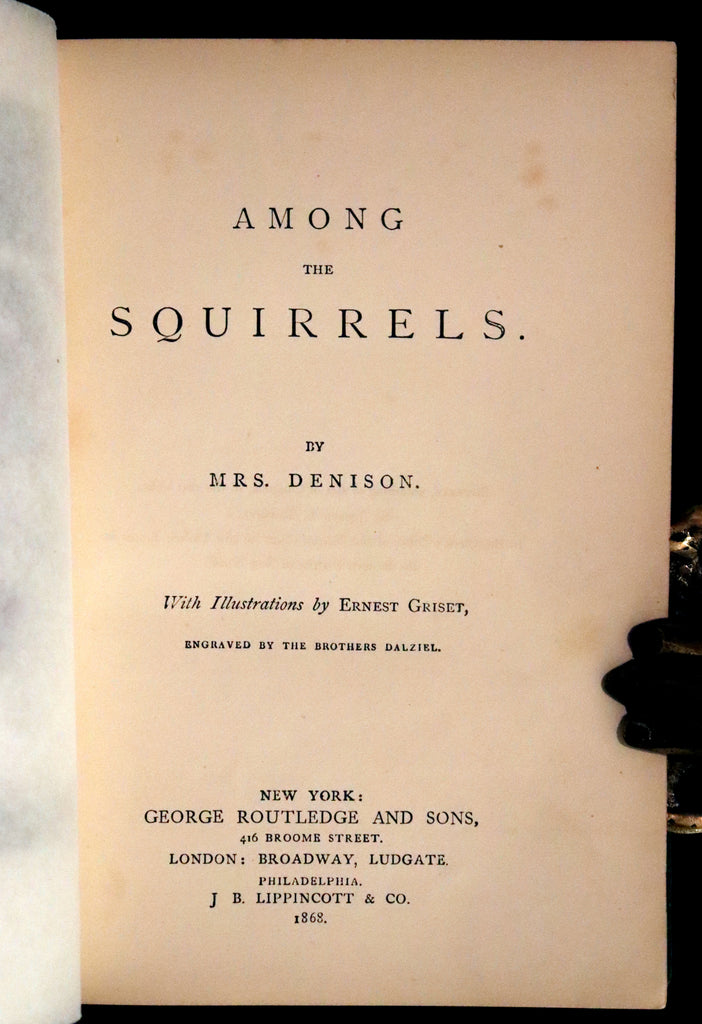 AMONG
THE
SQUIRRELS.
BY
MRS. DENISON.
With Illustrations by ERNEST GRISET,
ENGRAVED BY THE BROTHERS DALZIEL.
NEW YORK:
GEORGE ROUTLEDGE AND SONS,
416 BROOME STREET.
LONDON: BROADWAY, LUDGATE.
PHILADELPHIA.
J B. LIPPINCOTT & CO.
1868.